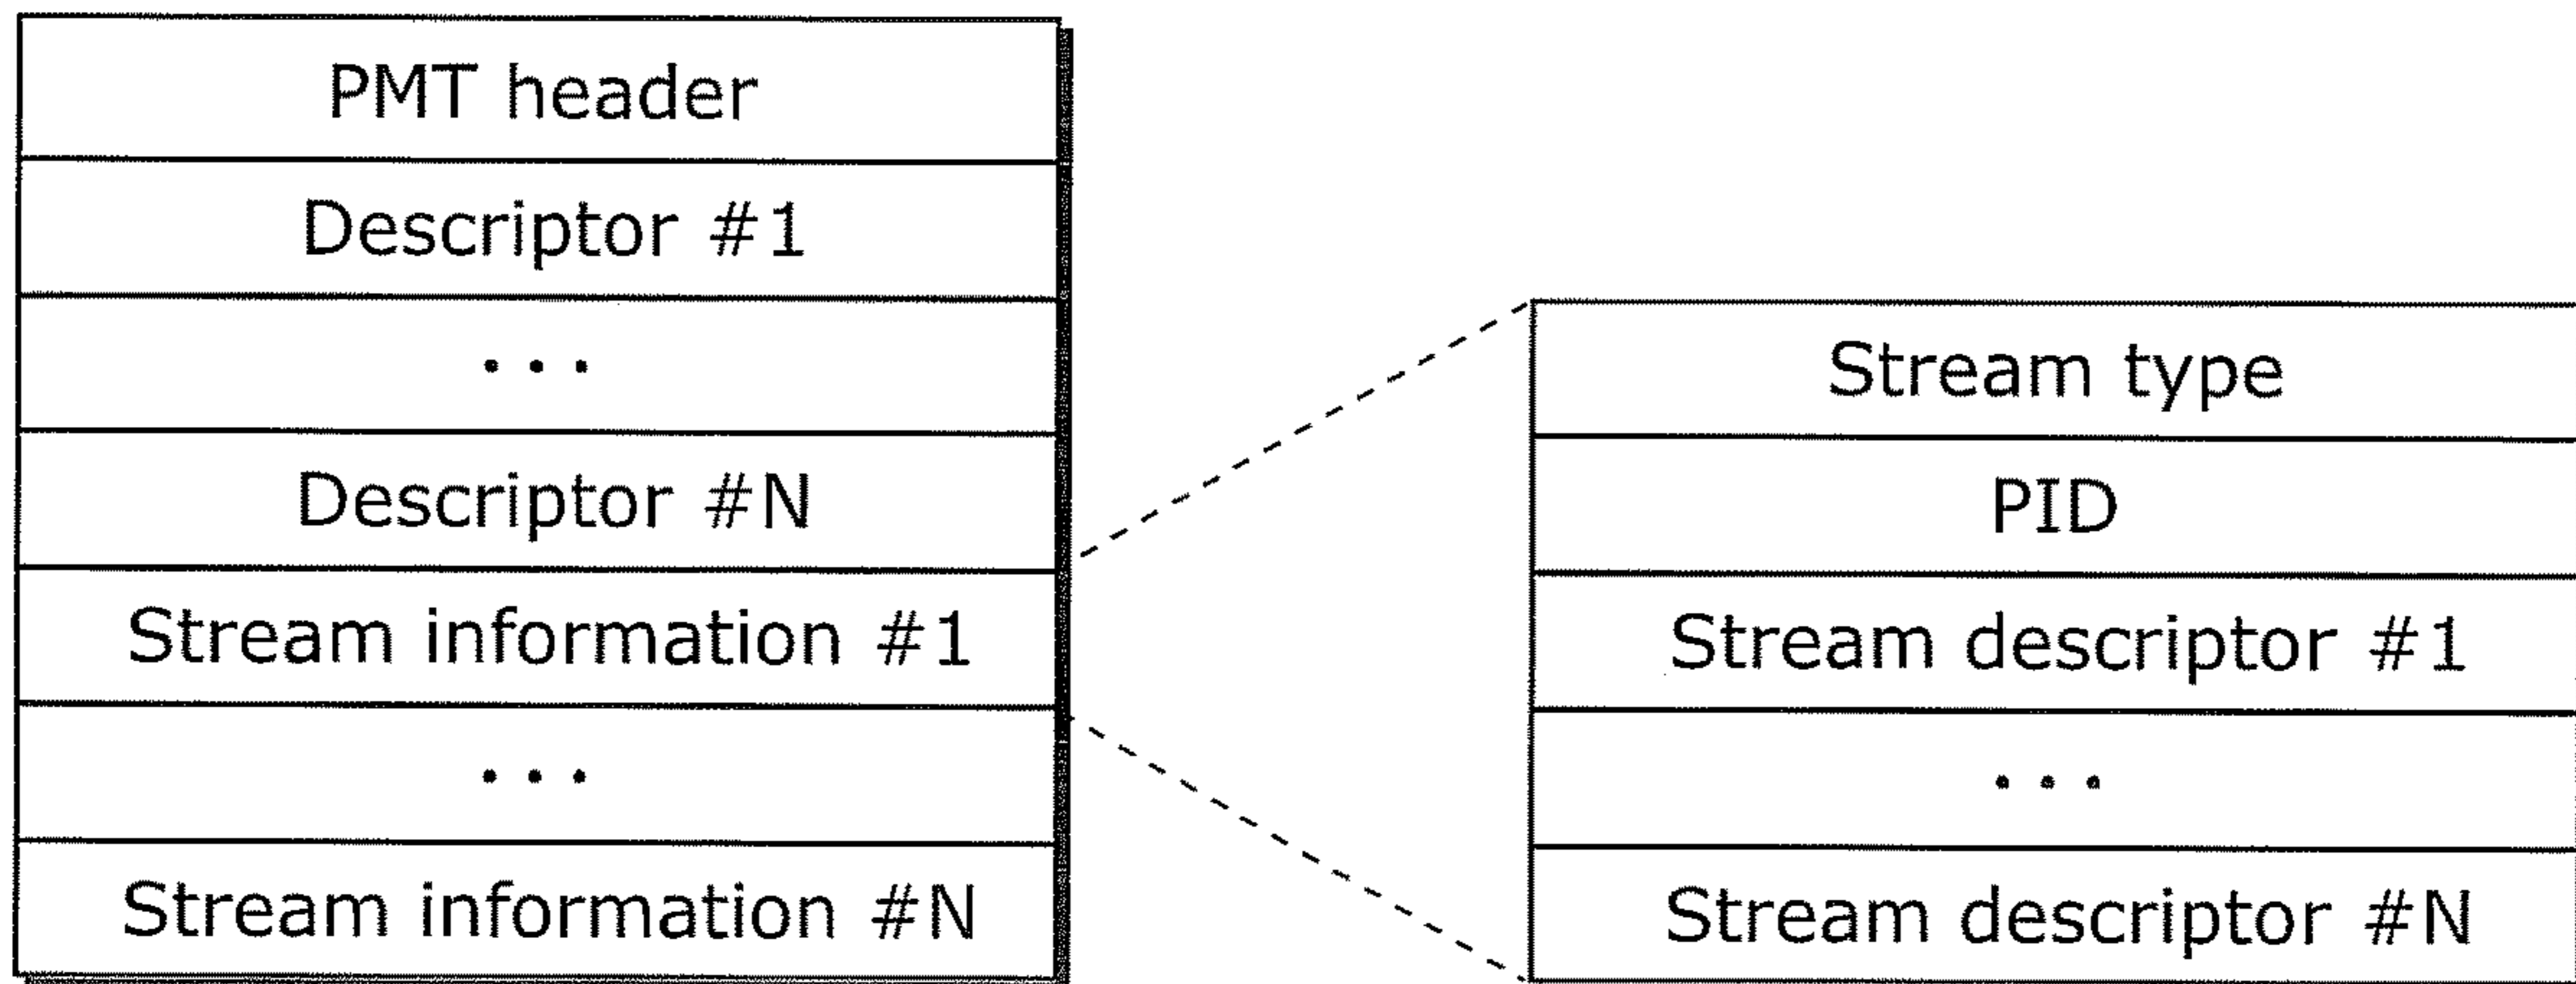 PMT header
Descriptor #1
...
Descriptor #N
Stream information #1
...
Stream information #N
Stream type
PID
Stream descriptor #1
...
Stream descriptor #N